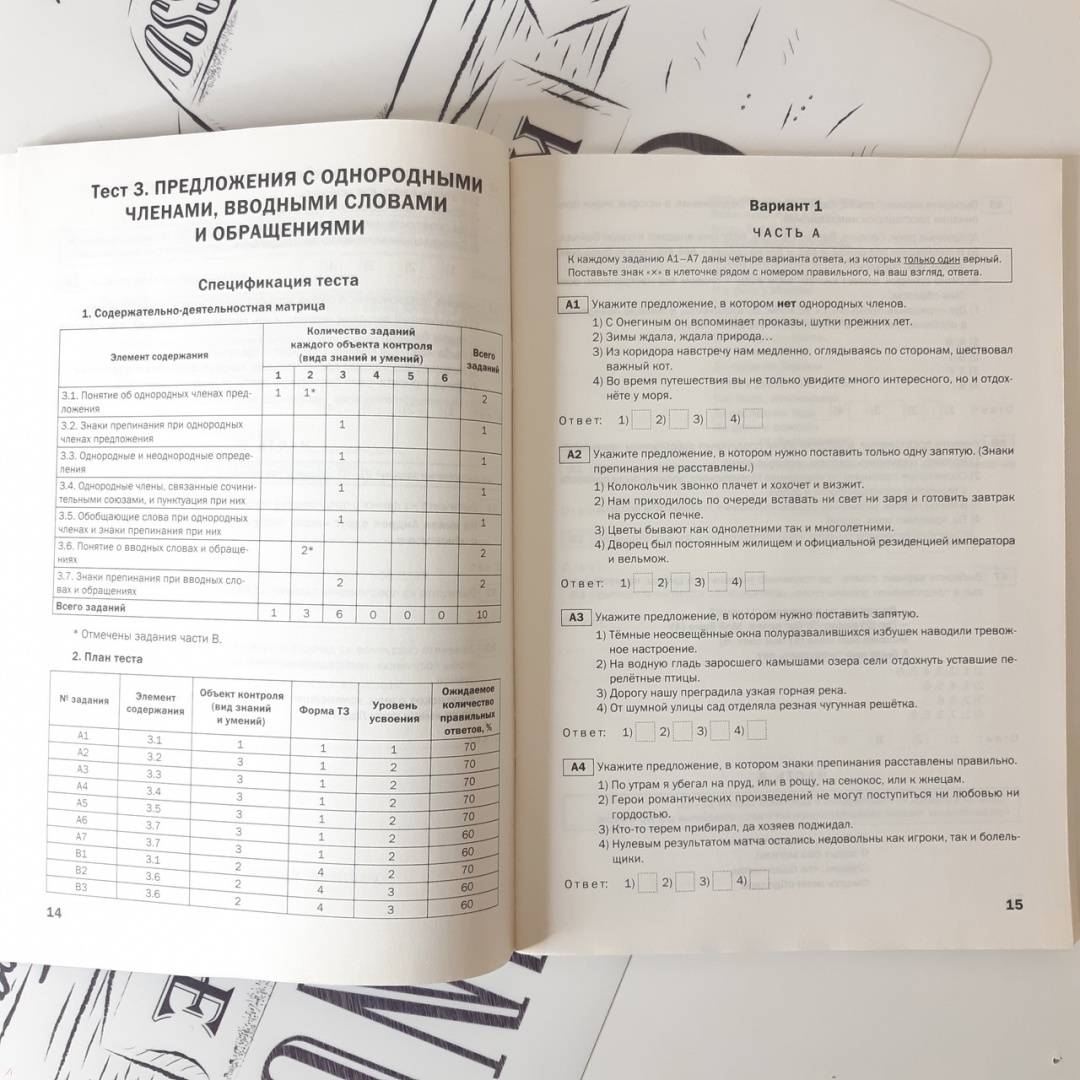 Тест 3. ПРЕДЛОЖЕНИЯ С ОДНОРОДНЫМИ
ЧЛЕНАМИ, ВВОДНЫМИ СЛОВАМИ
И ОБРАЩЕНИЯМИ
Спецификация теста
1. Содержательно-деятельностная матрица
Элемент содержания
Количество заданий
каждого объекта контроля
(вида знаний и умений)
Всего
заданий
1 2 3 4 5 6
3.1. Понятие об однородных членах пред-
ложения 1 1* 2
3.2. Знаки препинания при однородных
членах предложения 1 1
3.3. Однородные и неоднородные опреде-
ления 1 1
3.4. Однородные члены, связанные сочини-
тельными союзами, и пунктуация при них 1 1
3.5. Обобщающие слова при однородных
членах и знаки препинания при них 1 1
3.6. Понятие о вводных словах и обраще-
ниях 2* 2
3.7. Знаки препинания при вводных сло-
вах и обращениях 2 2
Всего заданий 1 3 6 0 0 0 10
* Отмечены задания части В.
2. План теста
№ задания
Элемент
содержания
Объект контроля
(вид знаний
и умений)
Форма ТЗ
Уровень
усвоения
Ожидаемое
количество
правильных
ответов, %
А1 3.1 1 1 1 70
А2 3.2 3 1 2 70
А3 3.3 3 1 2 70
А4 3.4 3 1 2 70
А5 3.5 3 1 2 70
А6 3.7 3 1 2 60
А7 3.7 3 1 2 60
В1 3.1 2 4 2 70
В2 3.6 2 4 3 60
В3 3.6 2 4 3 60
14
Вариант 1
ЧАСТЬ А
К каждому заданию А1–А7 даны четыре варианта ответа, из которых только один верный.
Поставьте знак «×» в клеточке рядом с номером правильного, на ваш взгляд, ответа.
А1 Укажите предложение, в котором нет однородных членов.
1) С Онегиным он вспоминает проказы, шутки прежних лет.
2) Зимы ждала, ждала природа...
3) Из коридора навстречу нам медленно, оглядываясь по сторонам, шествовал
важный кот.
4) Во время путешествия вы не только увидите много интересного, но и отдох-
нёте у моря.
Ответ: 1) 2) 3) 4)
А2 Укажите предложение, в котором нужно поставить только одну запятую. (Знаки
препинания не расставлены.)
1) Колокольчик звонко плачет и хохочет и визжит.
2) Нам приходилось по очереди вставать ни свет ни заря и готовить завтрак
на русской печке.
3) Цветы бывают как однолетними так и многолетними.
4) Дворец был постоянным жилищем и официальной резиденцией императора
и вельмож.
Ответ: 1) 2) 3) 4)
А3 Укажите предложение, в котором нужно поставить запятую.
1) Тёмные неосвещённые окна полуразвалившихся избушек наводили тревож-
ное настроение.
2) На водную гладь заросшего камышами озера сели отдохнуть уставшие пе-
релётные птицы.
3) Дорогу нашу преградила узкая горная река.
4) От шумной улицы сад отделяла резная чугунная решётка.
Ответ: 1) 2) 3) 4)
А4 Укажите предложение, в котором знаки препинания расставлены правильно.
1) По утрам я убегал на пруд, или в рощу, на сенокос, или к жнецам.
2) Герои романтических произведений не могут поступиться ни любовью ни
гордостью.
3) Кто-то терем прибирал, да хозяев поджидал.
4) Нулевым результатом матча остались недовольны как игроки, так и болель-
щики.
Ответ: 1) 2) 3) 4)
15